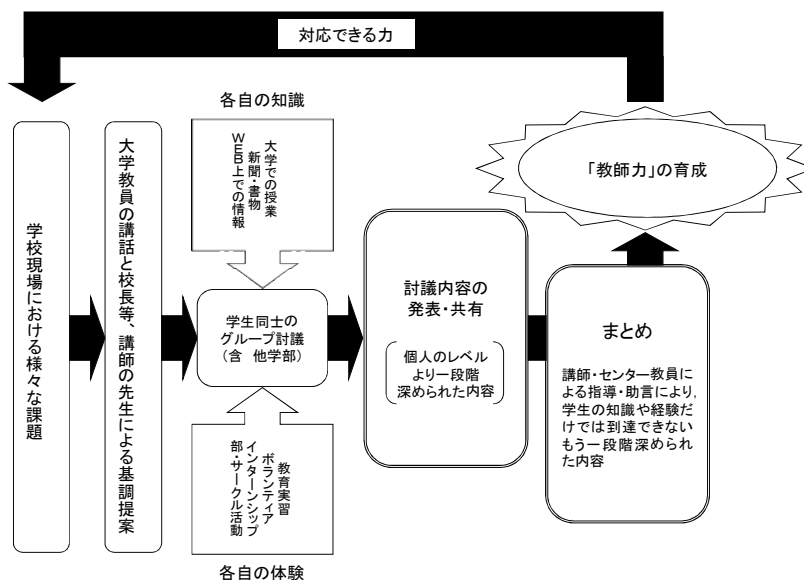 対応できる力
学校現場における様々な課題
大学教員の講話と校長等、講師の先生による基調提案
各自の知識
大学での授業
新聞・書物
WEB上での情報
学生同士の
グループ討議
(含 他学部)
教育実習
ボランティア
インターンシップ
部・サークル活動
各自の体験
討議内容の
発表・共有
個人のレベル
より一段階
深められた内容
まとめ
講師・センター教員に
よる指導・助言により,
学生の知識や経験だけ
では到達できない
もう一段階深められ
た内容
「教師力」の育成